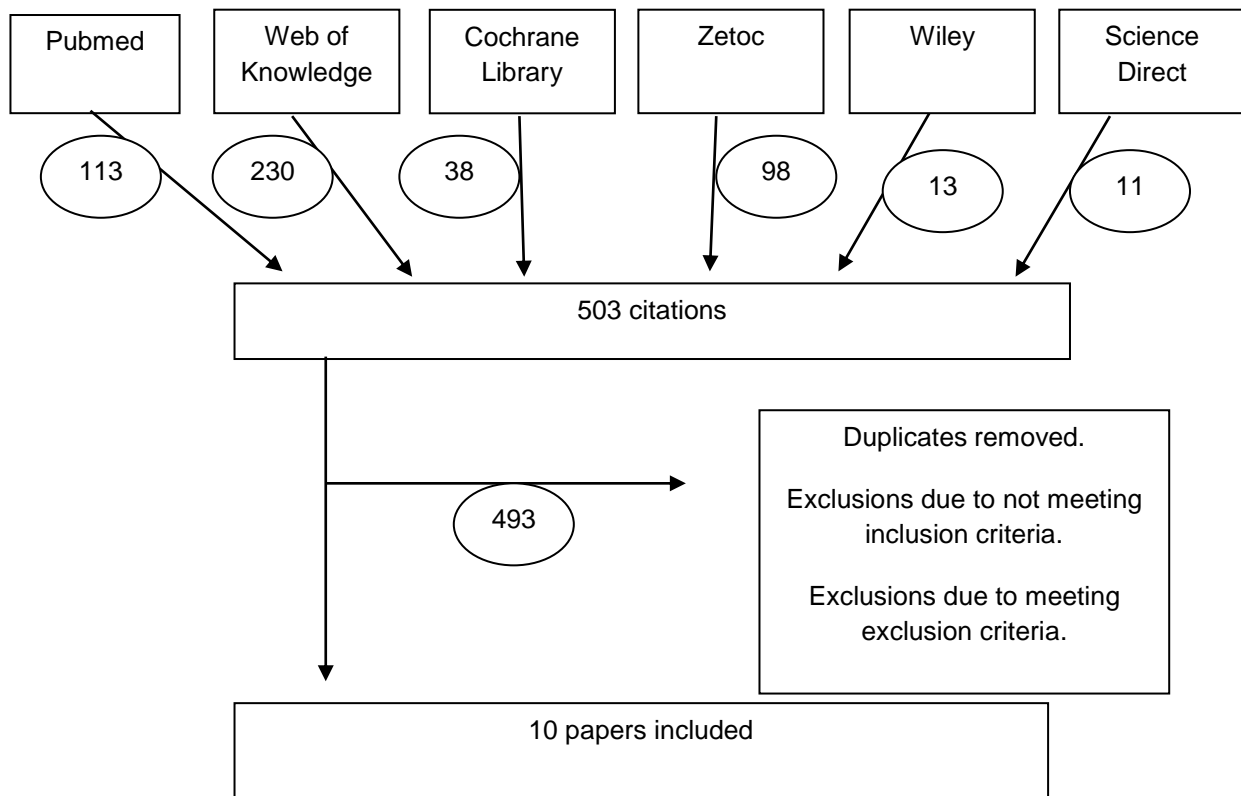 Pubmed
Web of
Knowledge
Cochrane
Library
Zetoc
Wiley
Science
Direct
113
230
38
98
13
11
503 citations
Duplicates removed.
Exclusions due to not meeting
inclusion criteria.
Exclusions due to meeting
exclusion criteria.
493
10 papers included